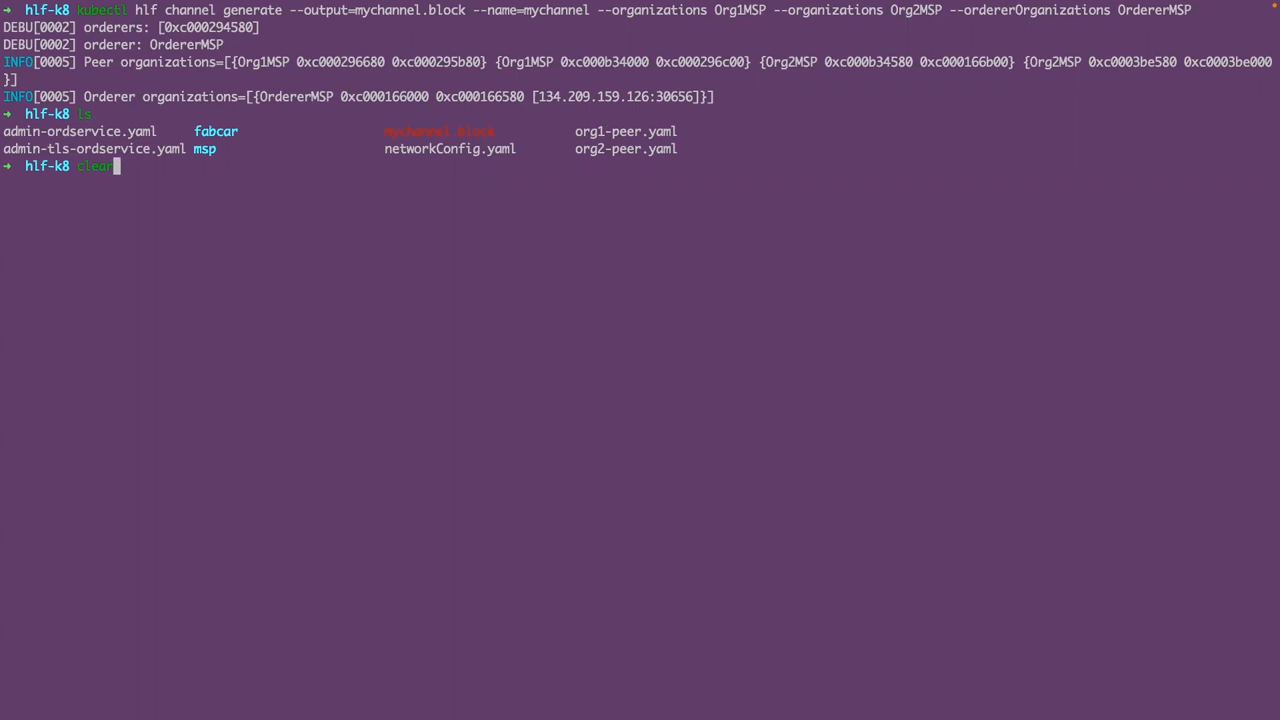 →  hlf-k8 kubectl hlf channel generate --output=mychannel.block --name=mychannel --organizations Org1MSP --organizations Org2MSP --ordererOrganizations OrdererMSP
DEBU[0002] orderers: [0xc000294580]
DEBU[0002] orderer: OrdererMSP
INFO[0005] Peer organizations=[{Org1MSP 0xc000296680 0xc000295b80} {Org1MSP 0xc000b34000 0xc000296c00} {Org2MSP 0xc000b34580 0xc000166b00} {Org2MSP 0xc0003be580 0xc0003be000
}]
INFO[0005] Orderer organizations=[{OrdererMSP 0xc000166000 0xc000166580 [134.209.159.126:30656]}]
→  hlf-k8 ls
admin-ordservice.yaml     fabcar                    mychannel.block           org1-peer.yaml
admin-tls-ordservice.yaml msp                       networkConfig.yaml        org2-peer.yaml
→  hlf-k8 clear